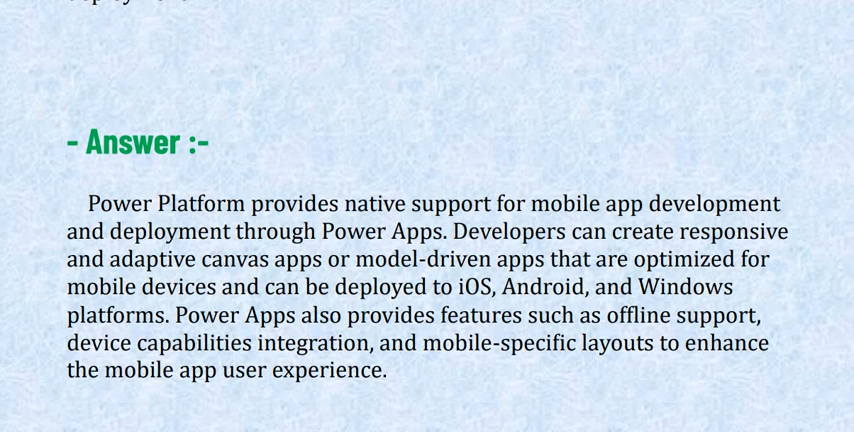 - Answer :-
Power Platform provides native support for mobile app development
and deployment through Power Apps. Developers can create responsive
and adaptive canvas apps or model-driven apps that are optimized for
mobile devices and can be deployed to iOS, Android, and Windows
platforms. Power Apps also provides features such as offline support,
device capabilities integration, and mobile-specific layouts to enhance
the mobile app user experience.